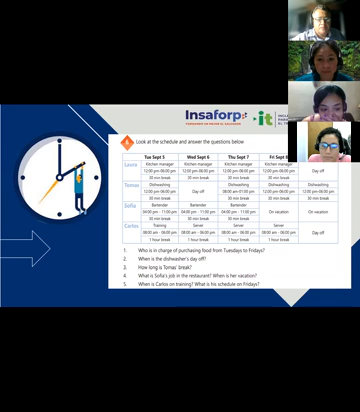 Insaforp
it
Look at the schedule and answer the questions below
Tue Sept 5 Wed Sept 6 Thu Sept 7 Fri Sept 8
Laura Kitchen manager Kitchen manager Kitchen manager Kitchen manager Day off
12:00 pm-06:00 pm 12:00 pm-06:00 pm 12:00 pm-06:00 pm 12:00 pm-06:00 pm
30 min break 30 min break 30 min break 30 min break
Tomas Dishwashing Day off Dishwashing Dishwashing Dishwashing
12:00 pm-06:00 pm 08:00 am-01:00 pm 12:00 pm-06:00 pm 12:00 pm-06:00 pm
30 min break 30 min break 30 min break 30 min break
Sofia Bartender Bartender Bartender On vacation On vacation
04:00 pm - 11:00 pm 04:00 pm - 11:00 pm 04:00 pm - 11:00 pm
30 min break 30 min break 30 min break
Carlos Training Server Server Server Day off
08:00 am - 06:00 pm 08:00 am - 06:00 pm 08:00 am - 06:00 pm 08:00 am - 06:00 pm
1 hour break 1 hour break 1 hour break 1 hour break
1. Who is in charge of purchasing food from Tuesdays to Fridays?
2. When is the dishwasher's day off?
3. How long is Tomas' break?
4. What is Sofia's job in the restaurant? When is her vacation?
5. When is Carlos on training? What is his schedule on Fridays?